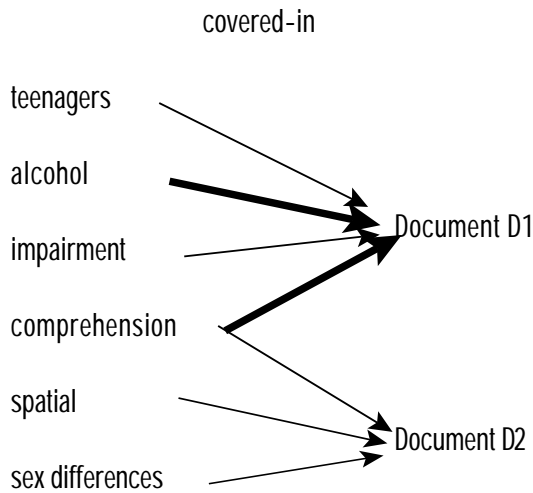 covered-in
teenagers
alcohol
impairment
comprehension
spatial
sex differences
Document D1
Document D2